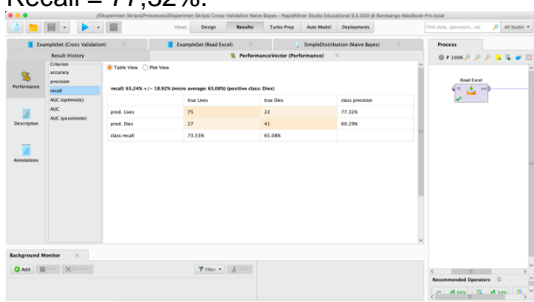 Recall = 77,32%.
//Eksperimen Skripsi/Processes/Eksperimen Skripsi Cross-Validation Naive Bayes – RapidMiner Studio Educational 9.5.000 @ Bambangs-MacBook-Pro.local
Views: Design Results Turbo Prep Auto Model Deployments
Find data, operators...etc All Studio
ExampleSet (Cross Validation) ExampleSet (Read Excel) SimpleDistribution (Naive Bayes)
Result History PerformanceVector (Performance)
Process
Performance
Description
Annotations
Criterion
accuracy
precision
recall
AUC (optimistic)
AUC
AUC (pessimistic)
Table View Plot View
recall: 65.24% +/- 18.92% (micro average: 65.08%) (positive class: Dies)
true Lives true Dies class precision
pred. Lives 75 22 77.32%
pred. Dies 27 41 60.29%
class recall 73.53% 65.08%
100%
Read Excel
Background Monitor
Add
Filter
Recommended Operators